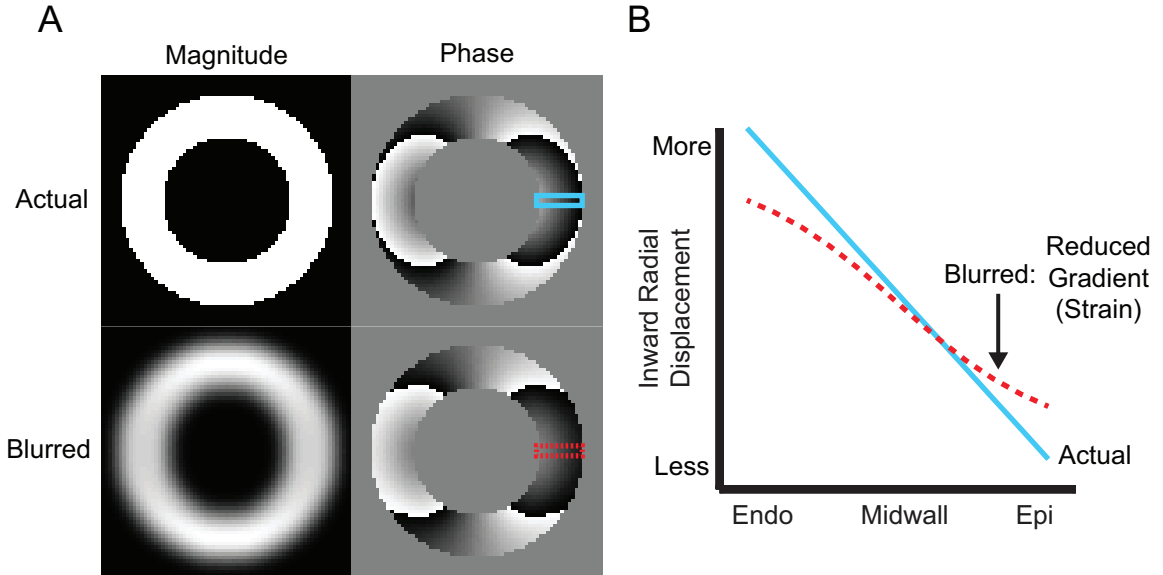 A
Magnitude
Phase
Actual
Blurred
B
More
Less
Inward Radial
Displacement
Blurred:
Reduced
Gradient
(Strain)
Actual
Endo
Midwall
Epi